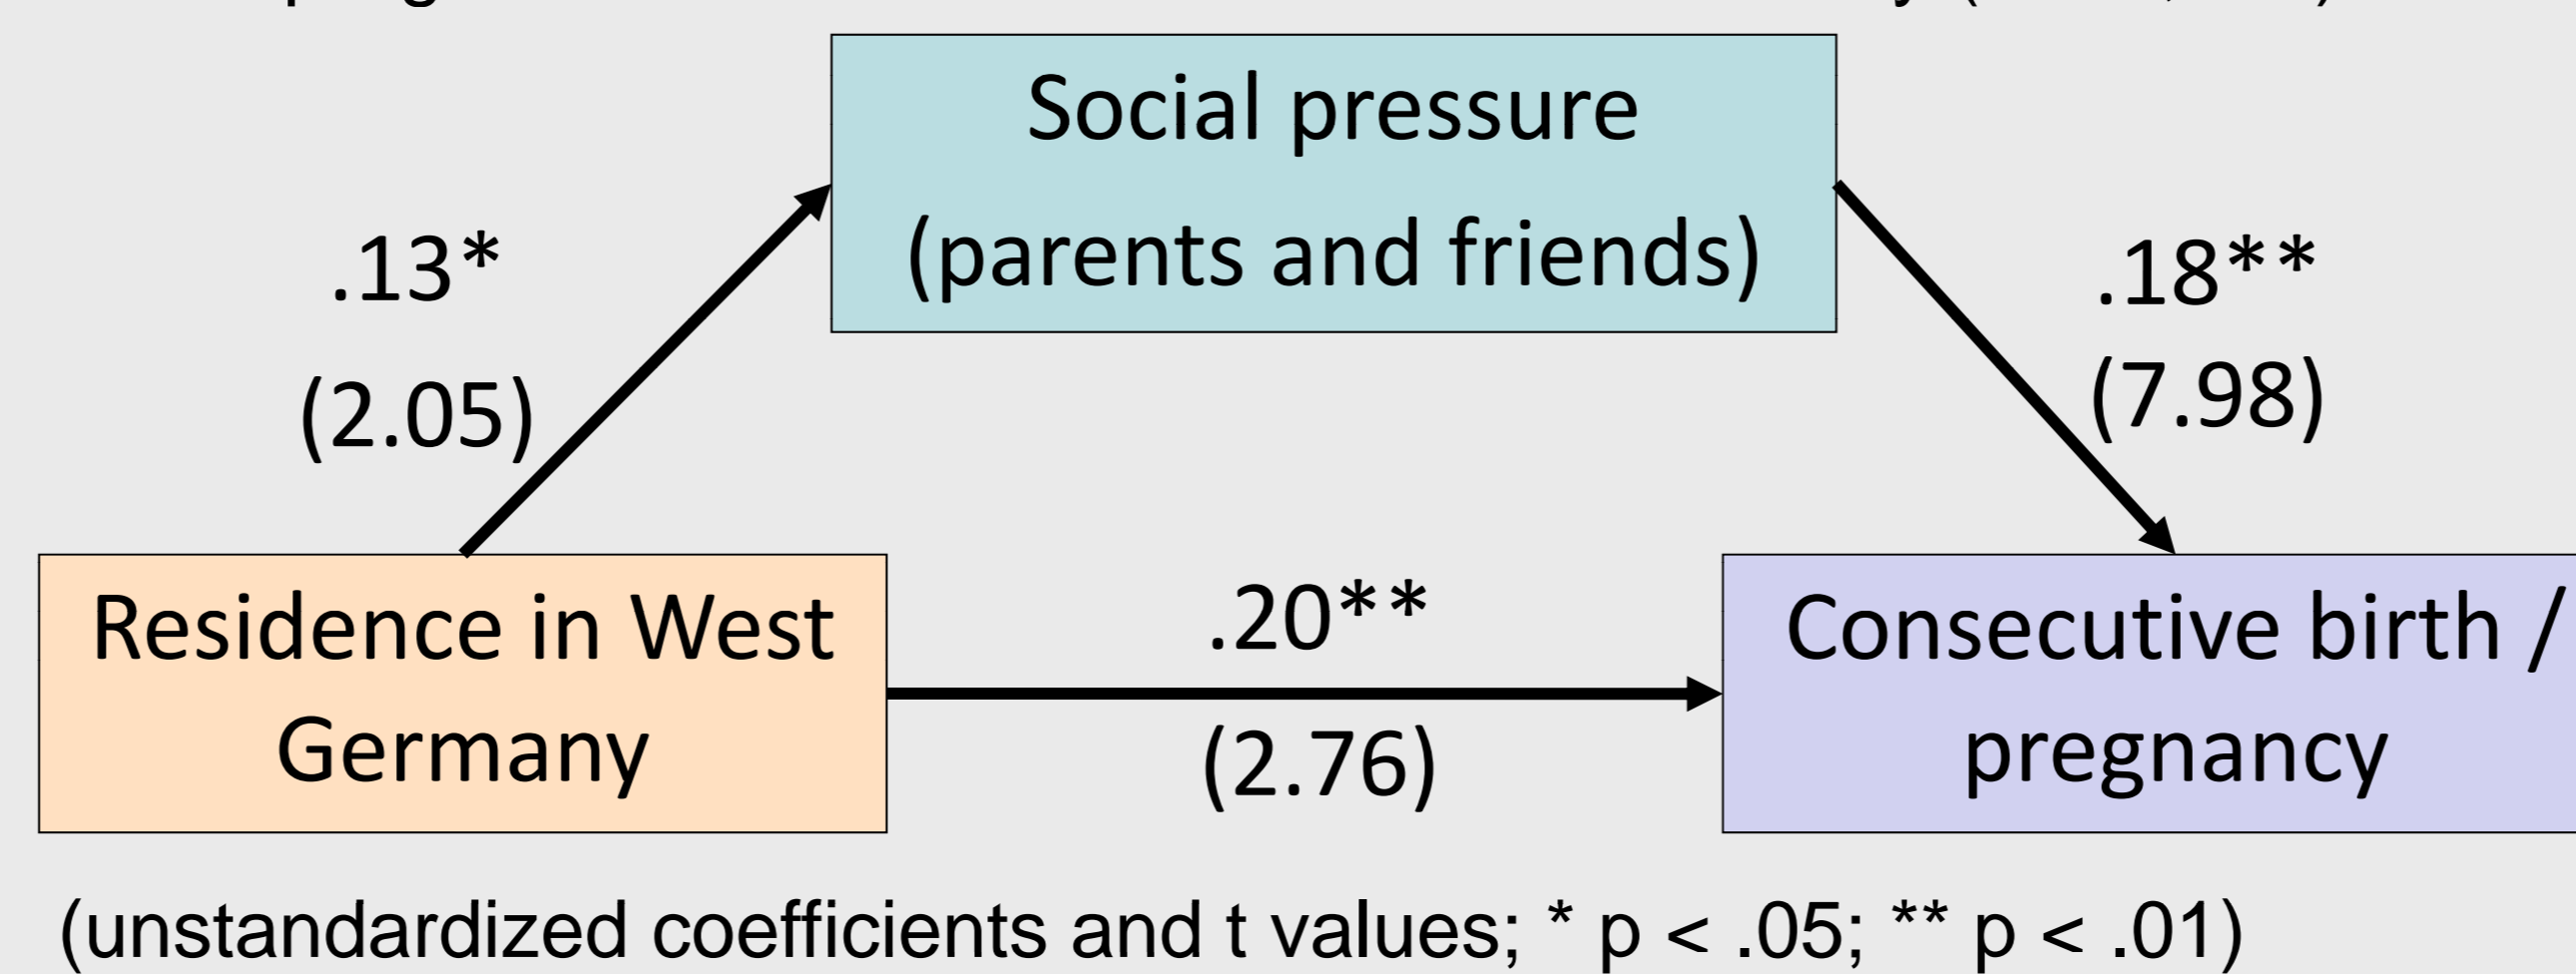 Social pressure
(parents and friends)
.13*
(2.05)
.18**
(7.98)
Residence in West
Germany
.20**
(2.76)
Consecutive birth /
pregnancy
(unstandardized coefficients and t values; * p < .05; ** p < .01)